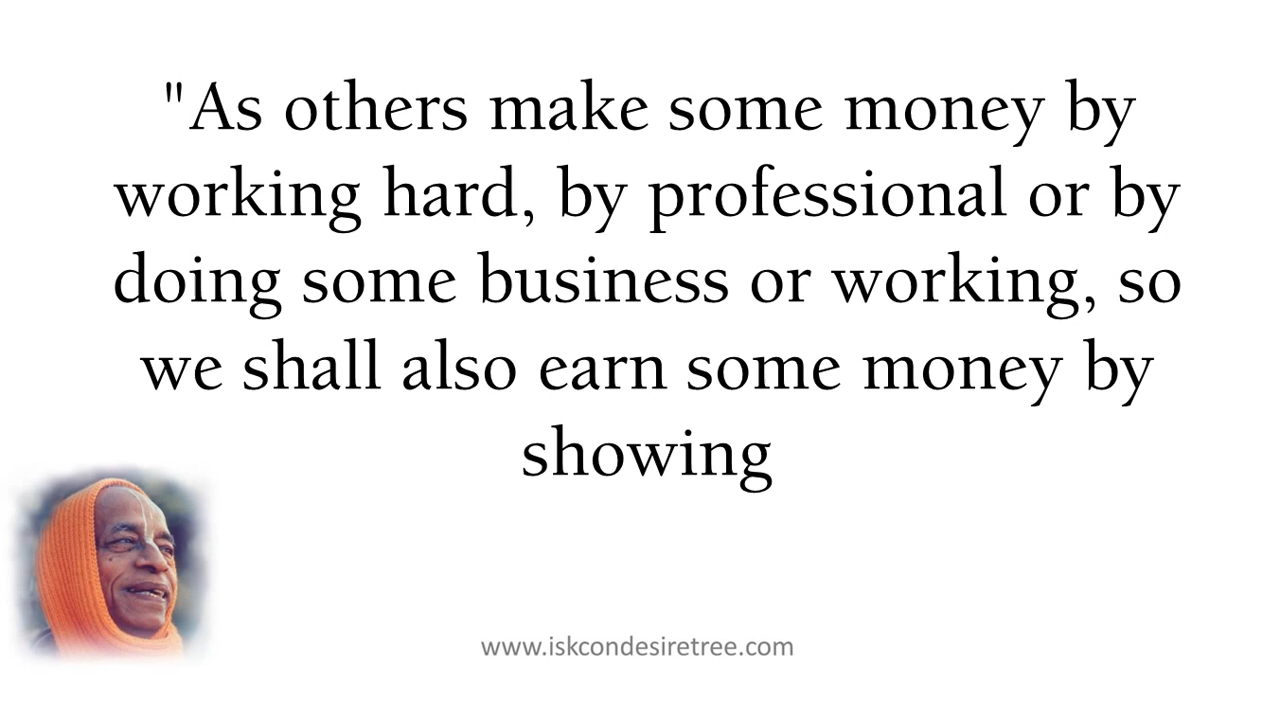 "As others make some money by
working hard, by professional or by
doing some business or working, so
we shall also earn some money by
showing
www.iskcondesiretree.com